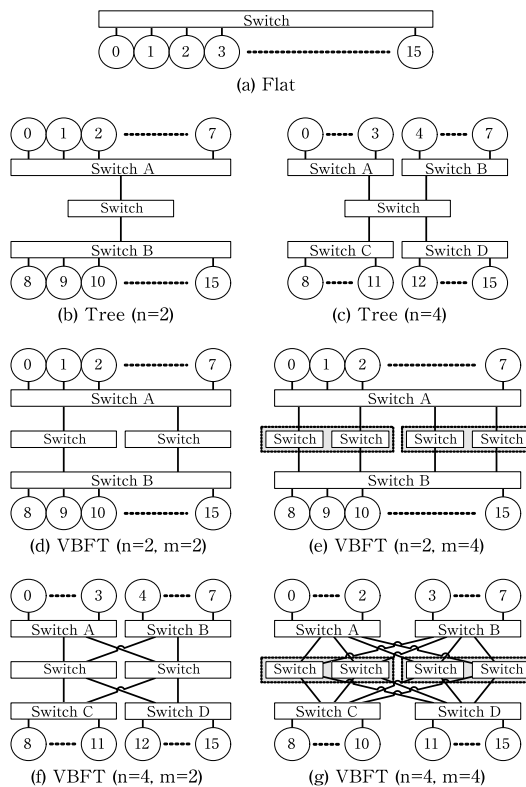 Switch
0 1 2 3 15
(a) Flat
0 1 2 7
Switch A
Switch
Switch B
8 9 10 15
(b) Tree (n=2)
0 3 4 7
Switch A Switch B
Switch
Switch C Switch D
8 11 12 15
(c) Tree (n=4)
0 1 2 7
Switch A
Switch Switch
Switch B
8 9 10 15
(d) VBFT (n=2, m=2)
0 1 2 7
Switch A
Switch Switch Switch Switch
Switch B
8 9 10 15
(e) VBFT (n=2, m=4)
0 3 4 7
Switch A Switch B
Switch Switch
Switch C Switch D
8 11 12 15
(f) VBFT (n=4, m=2)
0 2 3 7
Switch A Switch B
Switch Switch Switch Switch
Switch C Switch D
8 10 11 15
(g) VBFT (n=4, m=4)